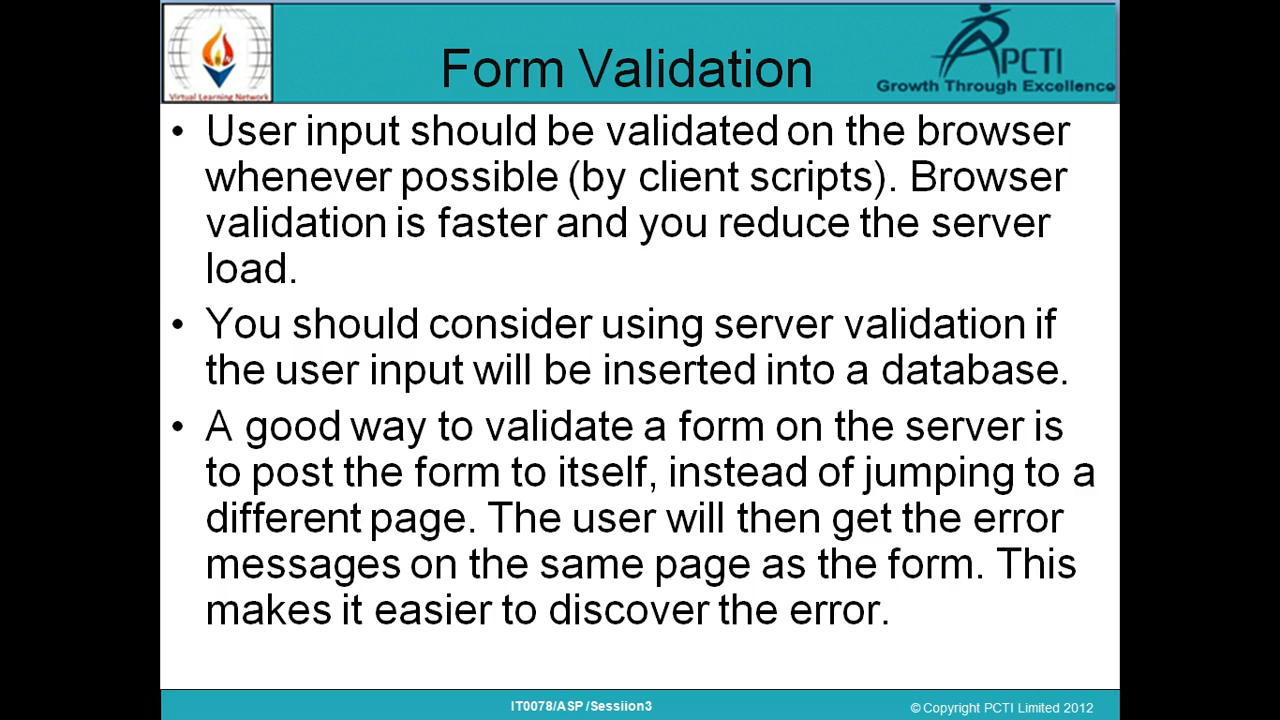 Form Validation
Virtual Learning Network
APCTI
Growth Through Excellence
• User input should be validated on the browser
whenever possible (by client scripts). Browser
validation is faster and you reduce the server
load.
• You should consider using server validation if
the user input will be inserted into a database.
• A good way to validate a form on the server is
to post the form to itself, instead of jumping to a
different page. The user will then get the error
messages on the same page as the form. This
makes it easier to discover the error.
IT0078/ASP/Sessiion3
© Copyright PCTI Limited 2012